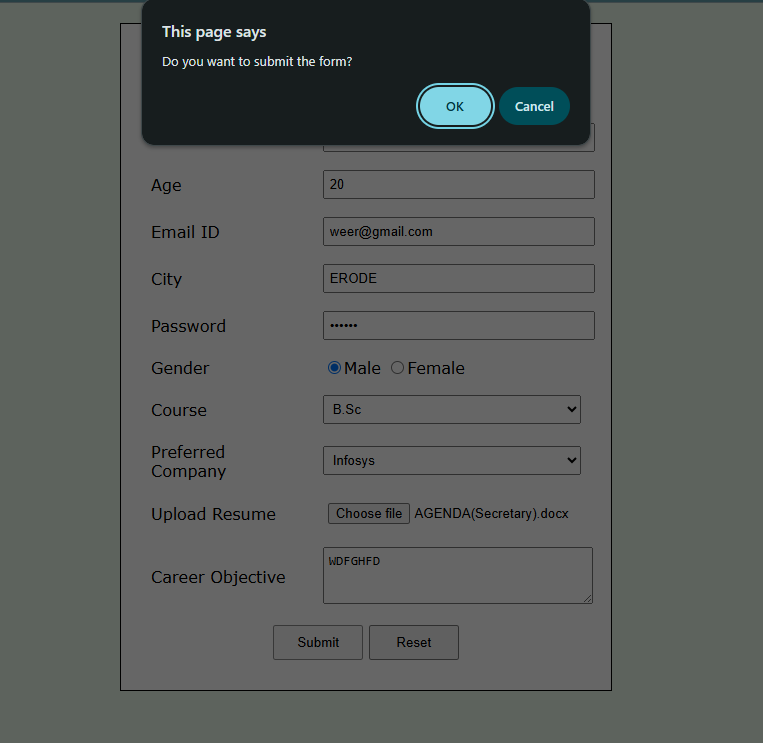 This page says
Do you want to submit the form?
OK Cancel
Age 20
Email ID weer@gmail.com
City ERODE
Password ••••••
Gender Male Female
Course B.Sc
Preferred
Company Infosys
Upload Resume Choose file AGENDA(Secretary).docx
Career Objective WDFGHFD
Submit Reset